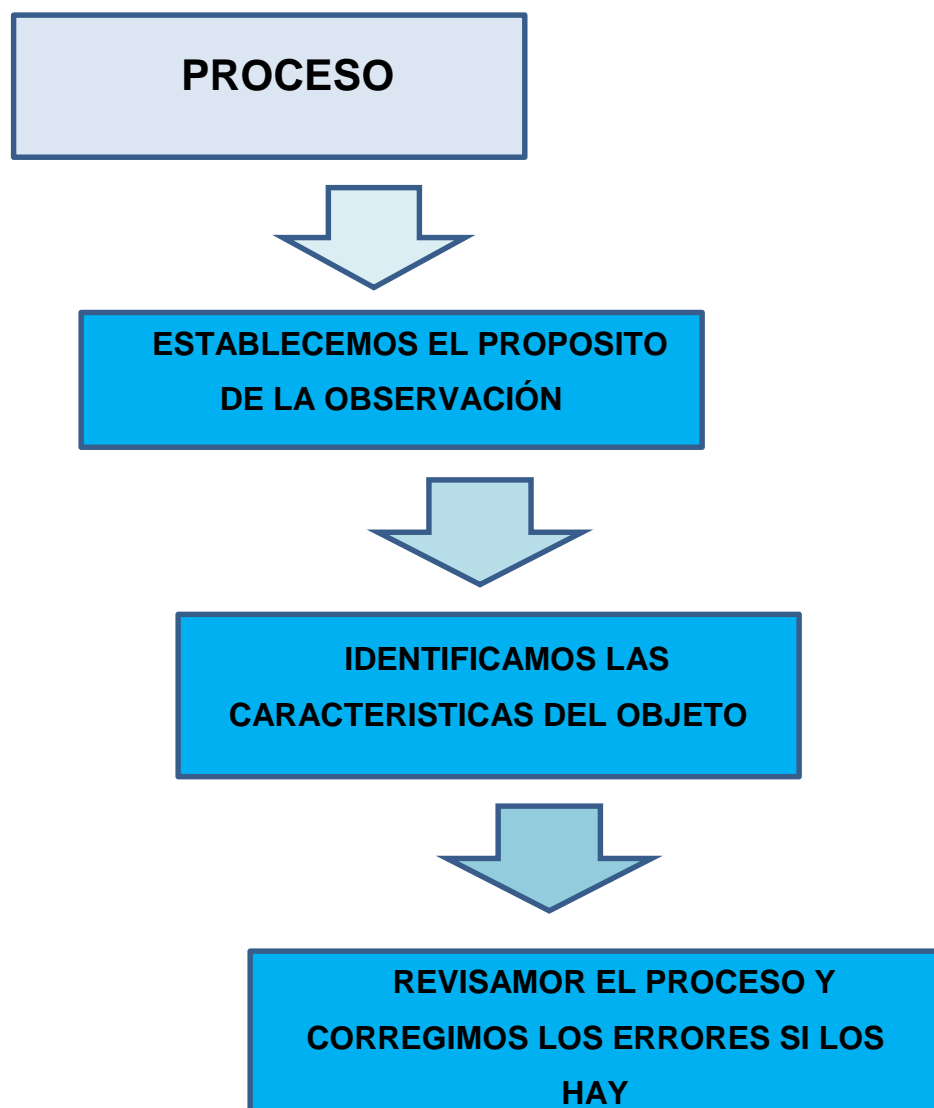 PROCESO
ESTABLECEMOS EL PROPOSITO
DE LA OBSERVACIÓN
IDENTIFICAMOS LAS
CARACTERISTICAS DEL OBJETO
REVISAMOR EL PROCESO Y
CORREGIMOS LOS ERRORES SI LOS
HAY